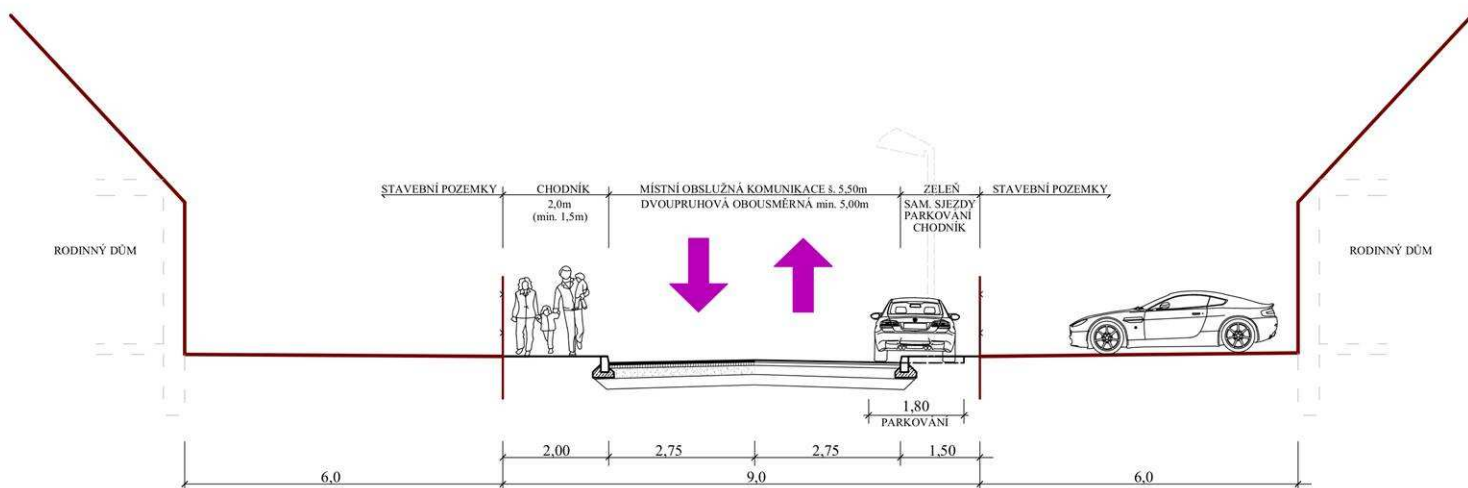 STAVEBNÍ POZEMKY
CHODNÍK
2,0m
(min. 1,5m)
MÍSTNÍ OBSLUŽNÁ KOMUNIKACE š. 5,50m
DVOUPRUHOVÁ OBOUSMĚRNÁ min. 5,00m
ZELEŇ
SAM. SJEZDY
PARKOVÁNÍ
CHODNÍK
STAVEBNÍ POZEMKY
RODINNÝ DŮM
RODINNÝ DŮM
1,80
PARKOVÁNÍ
2,00
2,75
2,75
1,50
6,0
9,0
6,0